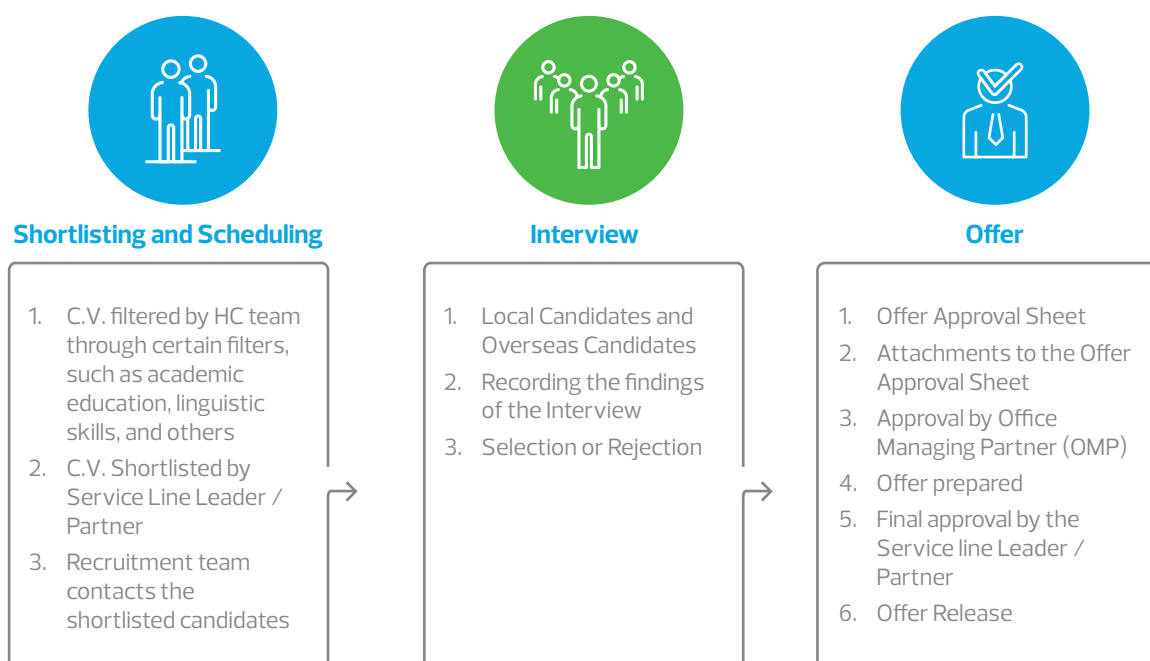 Shortlisting and Scheduling
1. C.V. filtered by HC team
through certain filters,
such as academic
education, linguistic
skills, and others
2. C.V. Shortlisted by
Service Line Leader /
Partner
3. Recruitment team
contacts the
shortlisted candidates
Interview
1. Local Candidates and
Overseas Candidates
2. Recording the findings
of the Interview
3. Selection or Rejection
Offer
1. Offer Approval Sheet
2. Attachments to the Offer
Approval Sheet
3. Approval by Office
Managing Partner (OMP)
4. Offer prepared
5. Final approval by the
Service line Leader /
Partner
6. Offer Release